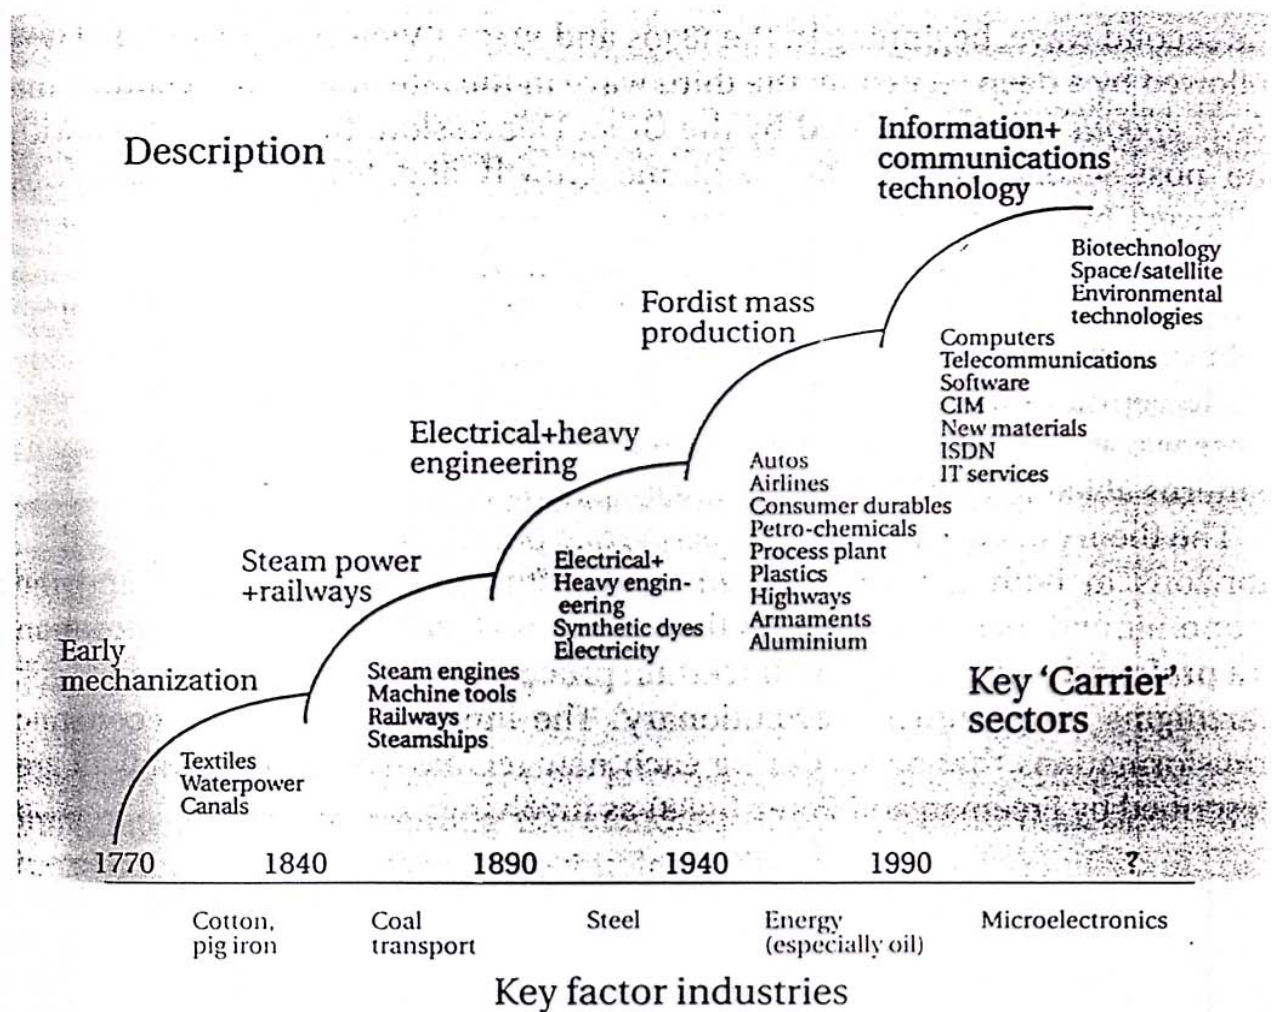 Description
Information+
communications
technology
Biotechnology
Space/satellite
Environmental
technologies
Fordist mass
production
Computers
Telecommunications
Software
CIM
New materials
ISDN
IT services
Electrical+heavy
engineering
Autos
Airlines
Consumer durables
Petro-chemicals
Process plant
Plastics
Highways
Armaments
Aluminium
Steam power
+railways
Electrical+
Heavy engin-
eering
Synthetic dyes
Electricity
Early
mechanization
Steam engines
Machine tools
Railways
Steamships
Key 'Carrier'
sectors
Textiles
Waterpower
Canals
1770 1840 1890 1940 1990 ?
Cotton,
pig iron
Coal
transport
Steel
Energy
(especially oil)
Microelectronics
Key factor industries